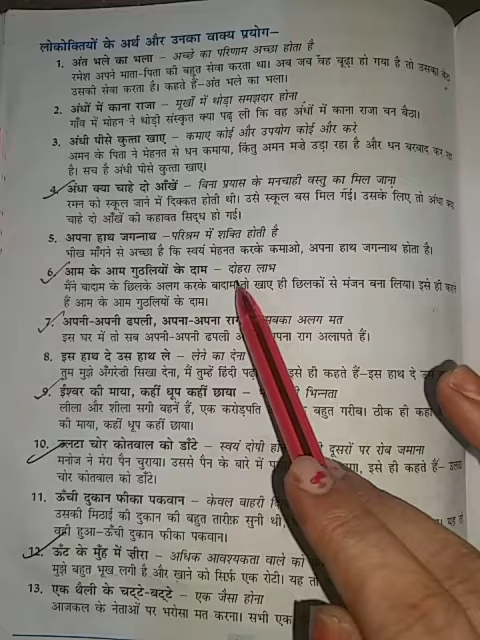 लोकोक्तियों के अर्थ और उनका वाक्य प्रयोग–
1. अंत भले का भला – अच्छे का परिणाम अच्छा होता है
रमेश अपने माता-पिता की बहुत सेवा करता था। अब जब वह बूढ़ा हो गया है तो उसका बेटा
उसकी सेवा करता है। कहते हैं–अंत भले का भला।
2. अंधों में काना राजा – मूर्खों में थोड़ा समझदार होना
गाँव में मोहन ने थोड़ी संस्कृत क्या पढ़ ली कि वह अंधों में काना राजा बन बैठा।
3. अंधी पीसे कुत्ता खाए – कमाए कोई और उपयोग कोई और करे
अमन के पिता ने मेहनत से धन कमाया, किंतु अमन मज़े उड़ा रहा है और धन बरबाद कर रहा
है। सच है अंधी पीसे कुत्ता खाए।
4. अंधा क्या चाहे दो आँखें – बिना प्रयास के मनचाही वस्तु का मिल जाना
रमन को स्कूल जाने में दिक्कत होती थी। उसे स्कूल बस मिल गई। उसके लिए तो अंधा क्या
चाहे दो आँखें की कहावत सिद्ध हो गई।
5. अपना हाथ जगन्नाथ –परिश्रम में शक्ति होती है
भीख माँगने से अच्छा है कि स्वयं मेहनत करके कमाओ, अपना हाथ जगन्नाथ होता है।
6. आम के आम गुठलियों के दाम – दोहरा लाभ
मैंने बादाम के छिलके अलग करके बादाम तो खाए ही छिलकों से मंजन बना लिया। इसे ही कहते
हैं आम के आम गुठलियों के दाम।
7. अपनी-अपनी ढपली, अपना-अपना राग सबका अलग मत
इस घर में तो सब अपनी-अपनी ढपली अपना राग अलापते हैं।
8. इस हाथ दे उस हाथ ले – लेने का देना
तुम मुझे अँगरेज़ी सिखा देना, मैं तुम्हें हिंदी इसे ही कहते हैं–इस हाथ दे
9. ईश्वर की माया, कहीं धूप कहीं छाया – भिन्नता
लीला और शीला सगी बहनें हैं, एक करोड़पति बहुत गरीब। ठीक ही कहा
की माया, कहीं धूप कहीं छाया।
10. उलटा चोर कोतवाल को डाँटे – स्वयं दोषी दूसरों पर रोब जमाना
मनोज ने मेरा पैन चुराया। उससे पैन के बारे में इसे ही कहते हैं– उलटा
चोर कोतवाल को डाँटे।
11. ऊँची दुकान फीका पकवान – केवल बाहरी
उसकी मिठाई की दुकान की बहुत तारीफ़ सुनी थी, यह तो
वही हुआ–ऊँची दुकान फीका पकवान।
12. ऊँट के मुँह में ज़ीरा – अधिक आवश्यकता वाले को
मुझे बहुत भूख लगी है और खाने को सिर्फ़ एक रोटी। यह तो
13. एक थैली के चट्टे-बट्टे – एक जैसा होना
आजकल के नेताओं पर भरोसा मत करना। सभी एक